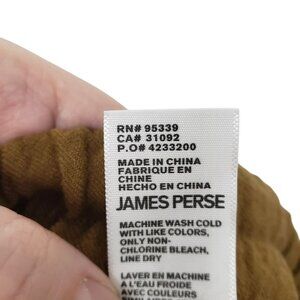 RN# 95339
CA# 31092
P.O# 4233200
MADE IN CHINA
FABRIQUE EN
CHINE
HECHO EN CHINA
JAMES PERSE
MACHINE WASH COLD
WITH LIKE COLORS,
ONLY NON-
CHLORINE BLEACH,
LINE DRY
LAVER EN MACHINE
A L'EAU FROIDE
AVEC COULEURS